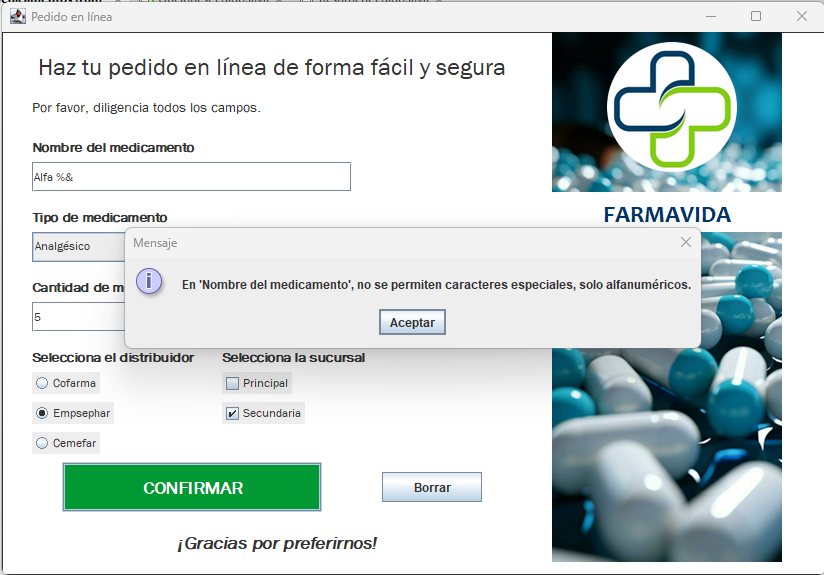 Pedido en línea
Haz tu pedido en línea de forma fácil y segura
Por favor, diligencia todos los campos.
Nombre del medicamento
Alfa %&
FARMAVIDA
Tipo de medicamento
Analgésico
Mensaje
En 'Nombre del medicamento', no se permiten caracteres especiales, solo alfanuméricos.
Aceptar
Cantidad de m
5
Selecciona el distribuidor
Selecciona la sucursal
Cofarma
Principal
Empsephar
Secundaria
Cemefar
CONFIRMAR
Borrar
¡Gracias por preferirnos!